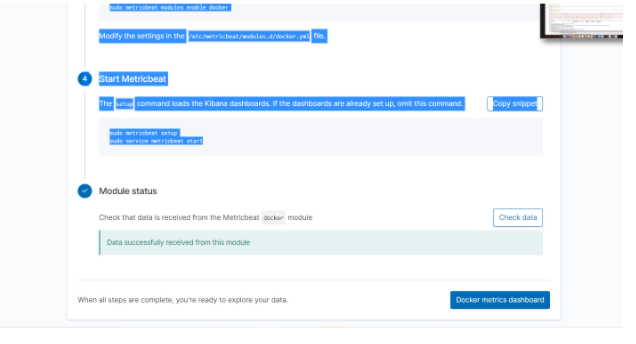 sudo metricbeat modules enable docker
Modify the settings in the /etc/metricbeat/modules.d/docker.yml file.
4 Start Metricbeat
The setup command loads the Kibana dashboards. If the dashboards are already set up, omit this command. Copy snippet
sudo metricbeat setup
sudo service metricbeat start
Module status
Check that data is received from the Metricbeat docker module Check data
Data successfully received from this module
When all steps are complete, you're ready to explore your data. Docker metrics dashboard